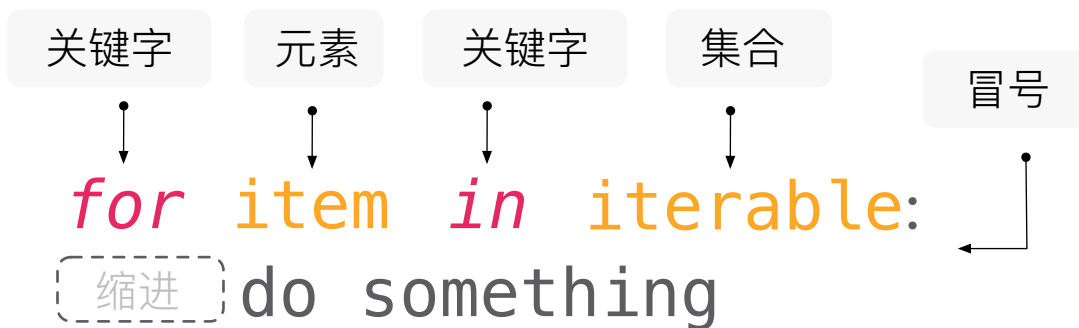 关键字 元素 关键字 集合
冒号
for item in iterable:
缩进 do something